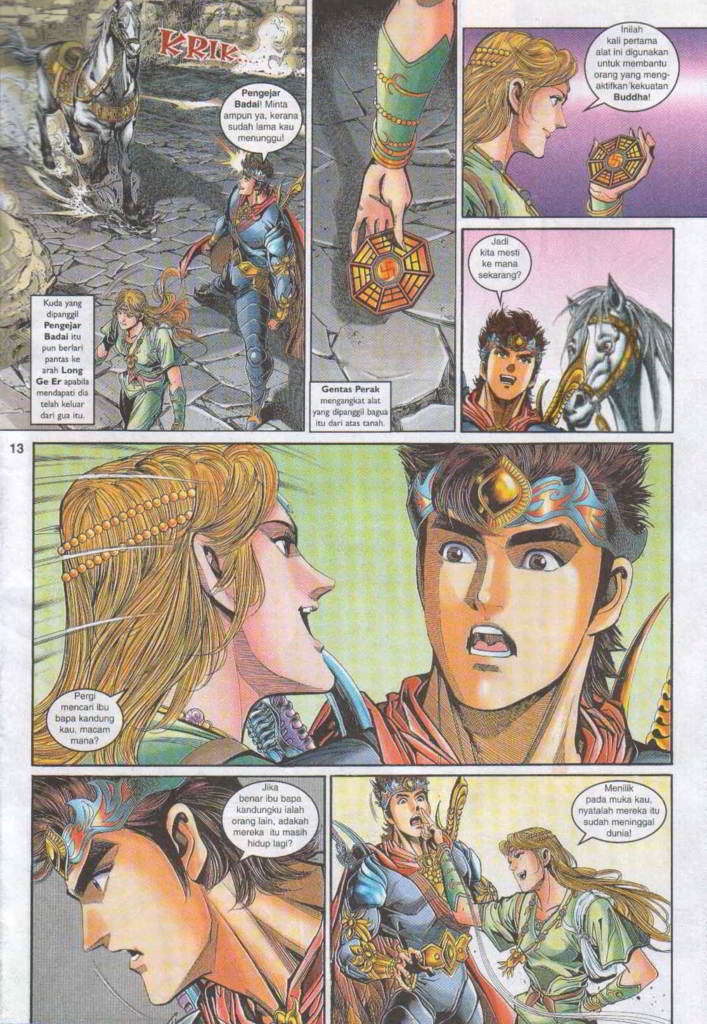 KRIK...
Pengejar
Badai! Minta
ampun ya, kerana
sudah lama kau
menunggu!
Kuda yang
dipanggil
Pengejar
Badai itu
pun berlari
pantas ke
arah Long
Ge Er apabila
mendapati dia
telah keluar
dari gua itu.
Gentas Perak
mengangkat alat
yang dipanggil bagua
itu dari atas tanah.
Inilah
kali pertama
alat ini digunakan
untuk membantu
orang yang meng-
aktifkan kekuatan
Buddha!
Jadi
kita mesti
ke mana
sekarang?
13
Pergi
mencari ibu
bapa kandung
kau, macam
mana?
Jika
benar ibu bapa
kandungku ialah
orang lain, adakah
mereka itu masih
hidup lagi?
Menilik
pada muka kau,
nyatalah mereka itu
sudah meninggal
dunia!